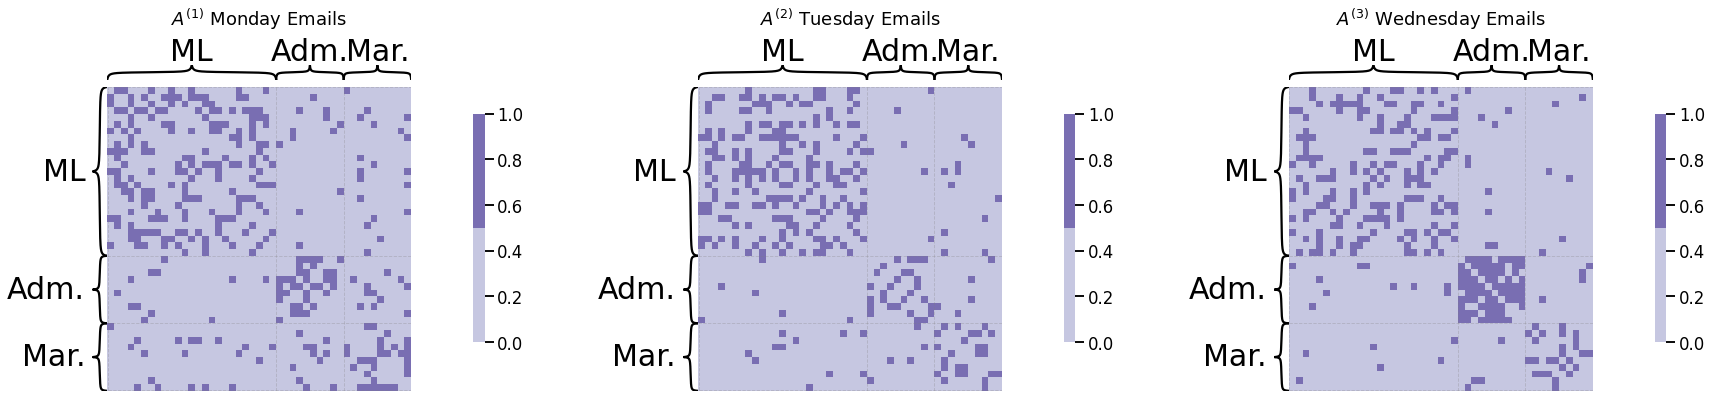 A⁽¹⁾ Monday Emails
ML Adm. Mar.
ML
Adm.
Mar.
1.0
0.8
0.6
0.4
0.2
0.0
A⁽²⁾ Tuesday Emails
ML Adm. Mar.
ML
Adm.
Mar.
1.0
0.8
0.6
0.4
0.2
0.0
A⁽³⁾ Wednesday Emails
ML Adm. Mar.
ML
Adm.
Mar.
1.0
0.8
0.6
0.4
0.2
0.0